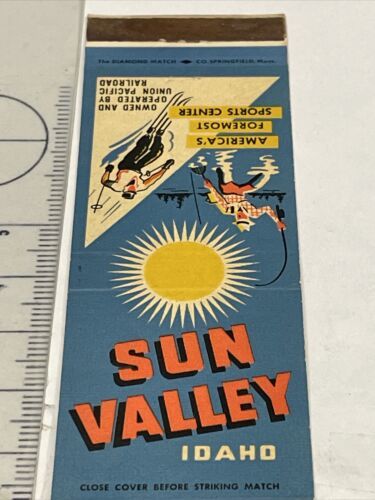 The DIAMOND MATCH CO. SPRINGFIELD, Mass.
OWNED AND
OPERATED BY
UNION PACIFIC
RAILROAD
AMERICA'S
FOREMOST
SPORTS CENTER
SUN
VALLEY
IDAHO
CLOSE COVER BEFORE STRIKING MATCH